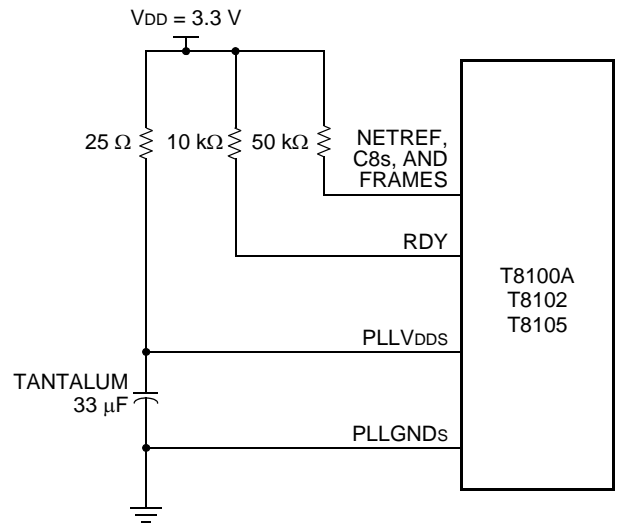 VDD = 3.3 V
25 Ω
10 kΩ
50 kΩ
NETREF,
C8s, AND
FRAMES
RDY
T8100A
T8102
T8105
PLLVDDS
TANTALUM
33 μF
PLLGNDS